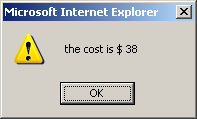 Microsoft Internet Explorer
the cost is $ 38
OK